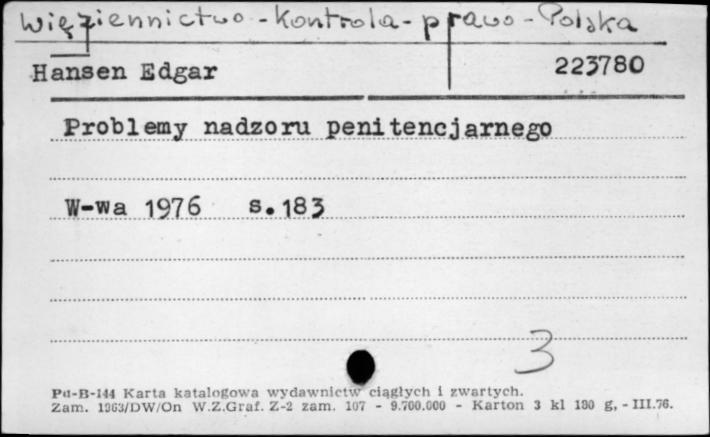 Więziennictwo - Kontrola - prawo - Polska
Hansen Edgar 223780
Problemy nadzoru penitencjarnego
W-wa 1976 s.183
3
Pu-B-144 Karta katalogowa wydawnictw ciągłych i zwartych.
Zam. 1363/DW/On W.Z.Graf. Z-2 zam. 107 - 9.700.000 - Karton 3 kl 180 g, - III.76.